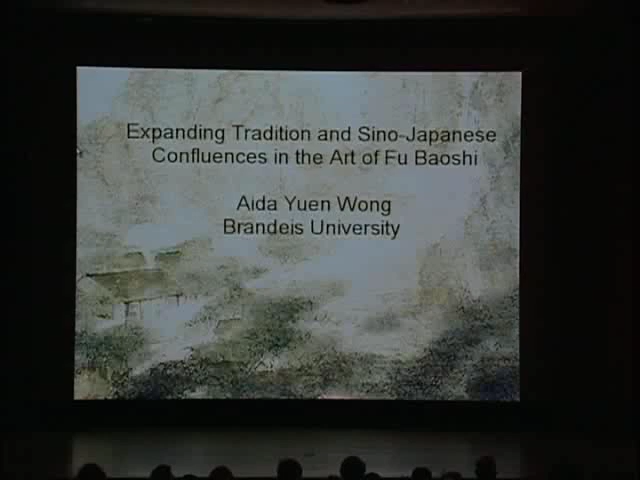 Expanding Tradition and Sino-Japanese
Confluences in the Art of Fu Baoshi
Aida Yuen Wong
Brandeis University